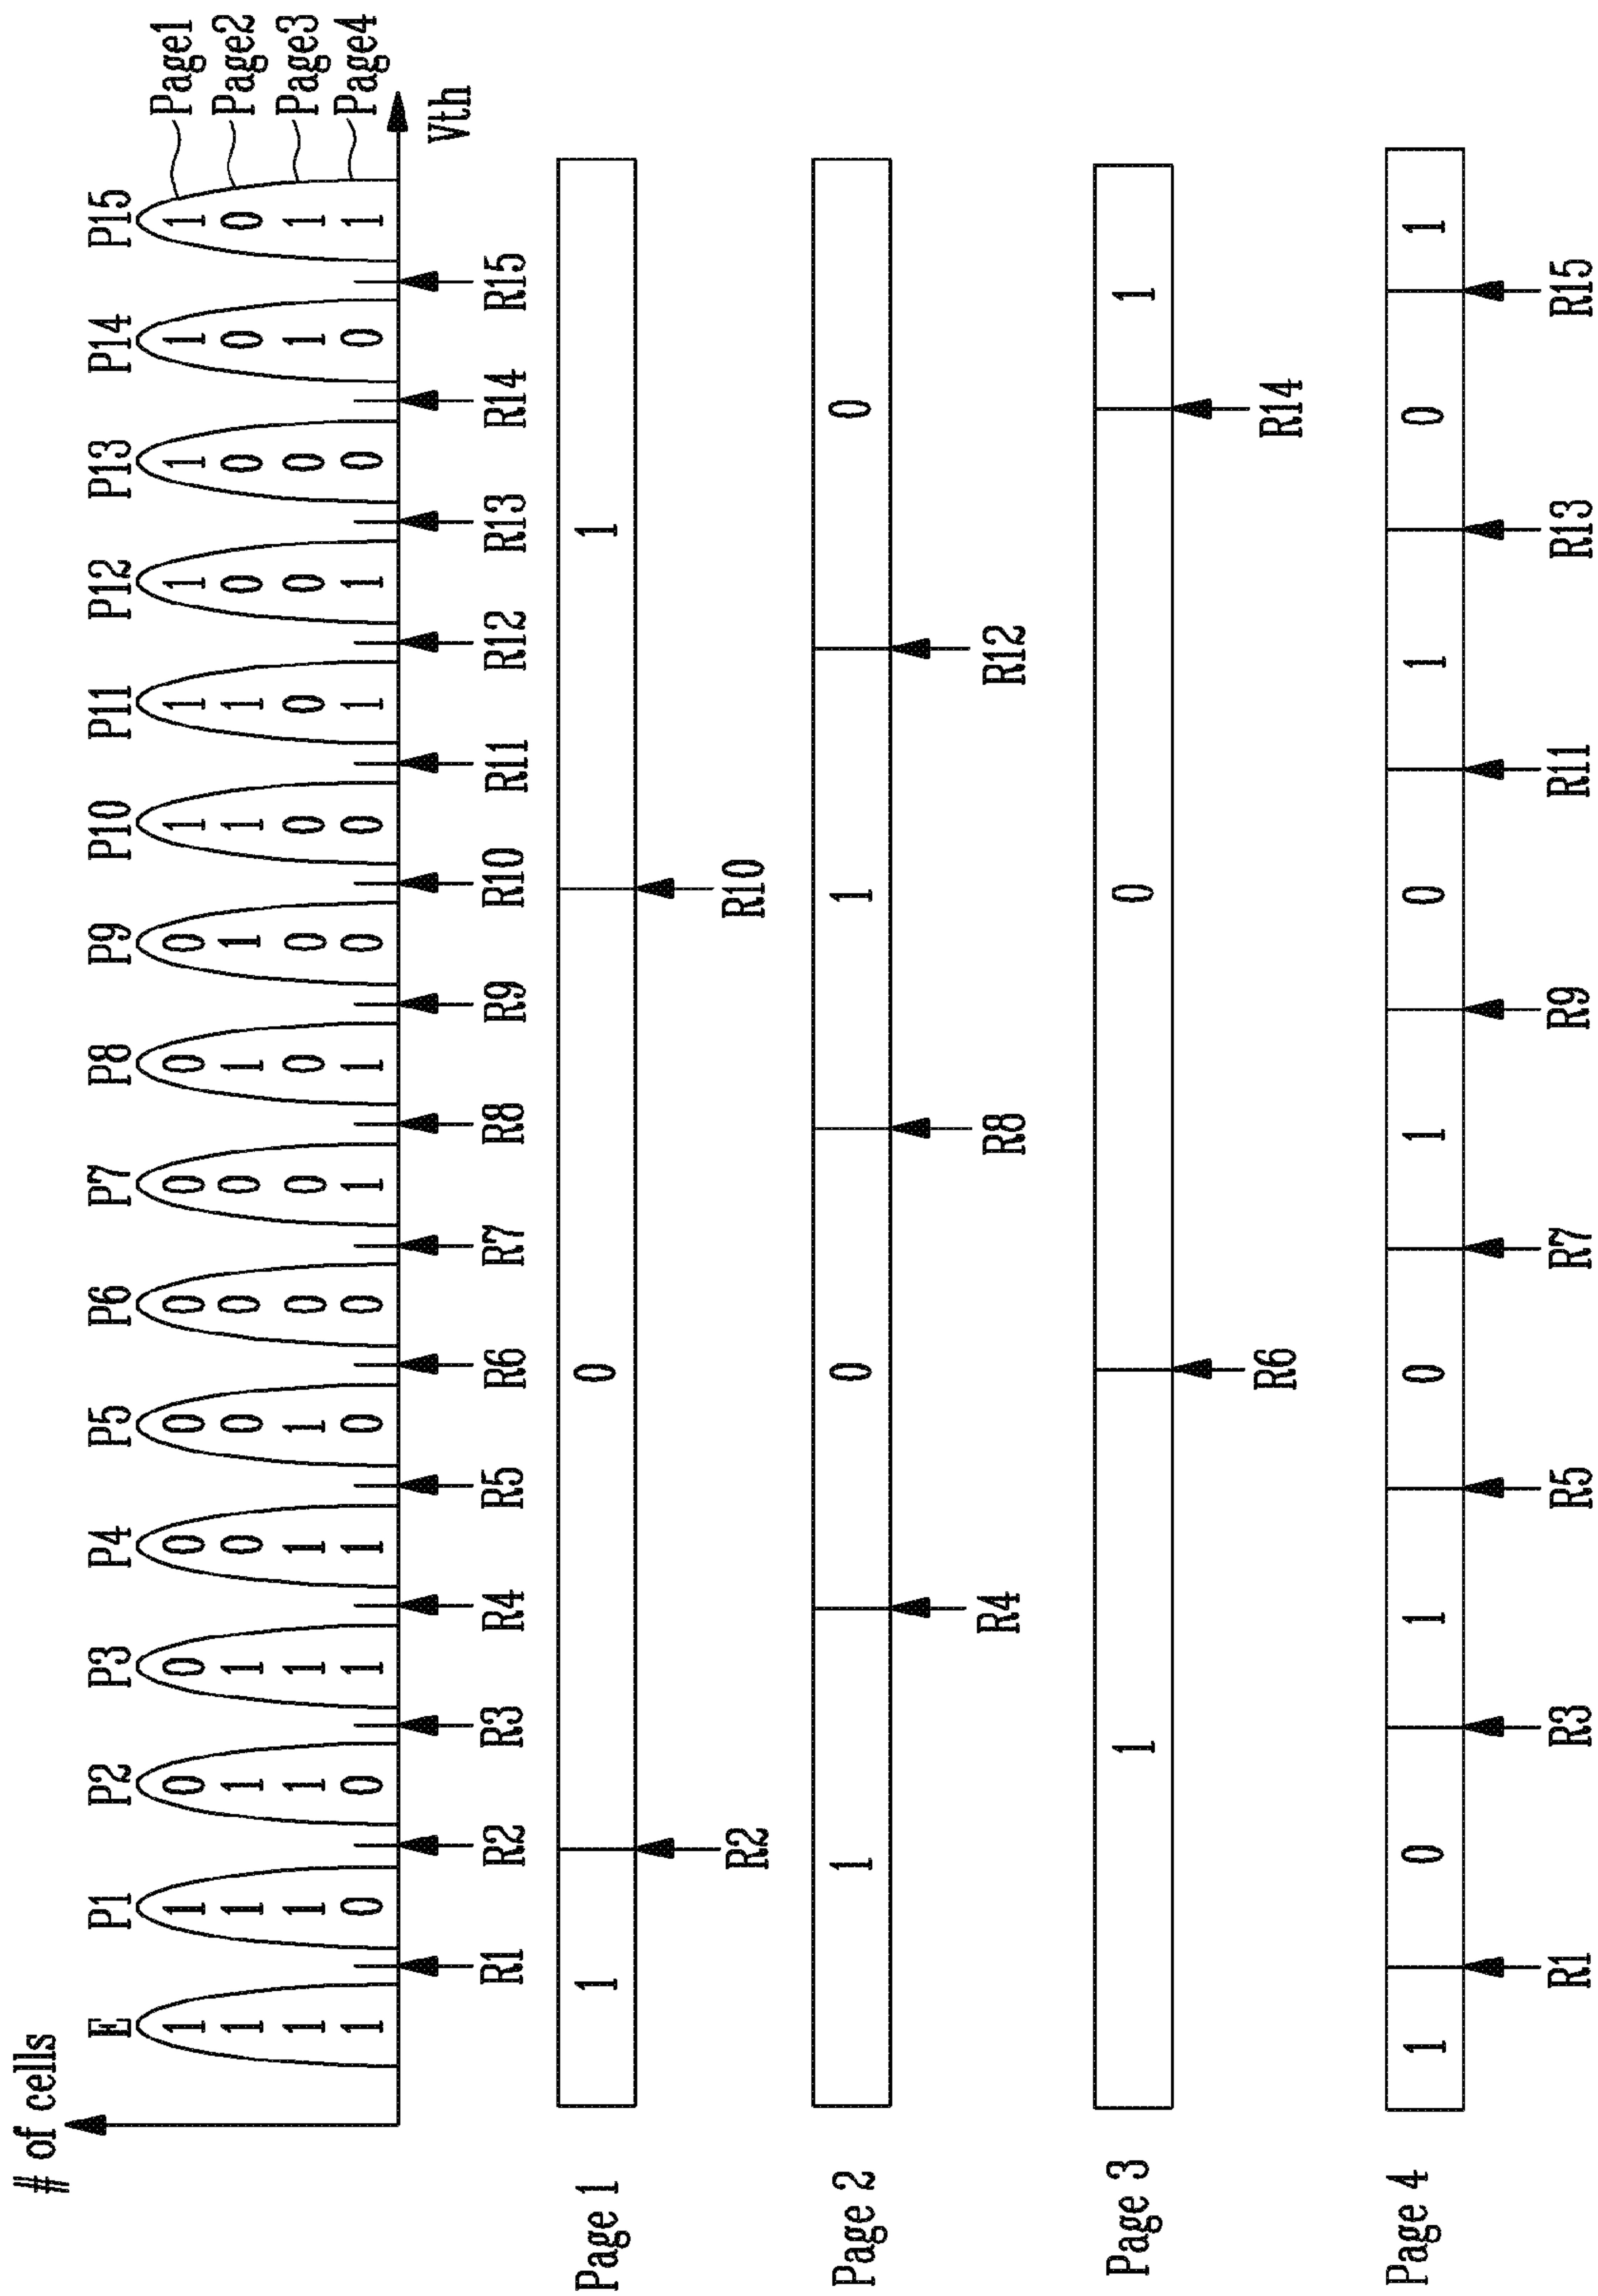 # of cells
E P1 P2 P3 P4 P5 P6 P7 P8 P9 P10 P11 P12 P13 P14 P15
1 1 0 0 0 0 0 0 0 0 1 1 1 1 1 1 Page1
1 1 1 1 0 0 0 0 1 1 1 1 0 0 0 0 Page2
1 1 1 1 1 1 0 0 0 0 0 0 0 0 1 1 Page3
1 0 0 1 1 0 0 1 1 0 0 1 1 0 0 1 Page4
Vth
R1 R2 R3 R4 R5 R6 R7 R8 R9 R10 R11 R12 R13 R14 R15
Page 1 1 0 1
R2 R10
Page 2 1 0 1 0
R4 R8 R12
Page 3 1 0 1
R6 R14
Page 4 1 0 1 0 1 0 1 0 1
R1 R3 R5 R7 R9 R11 R13 R15